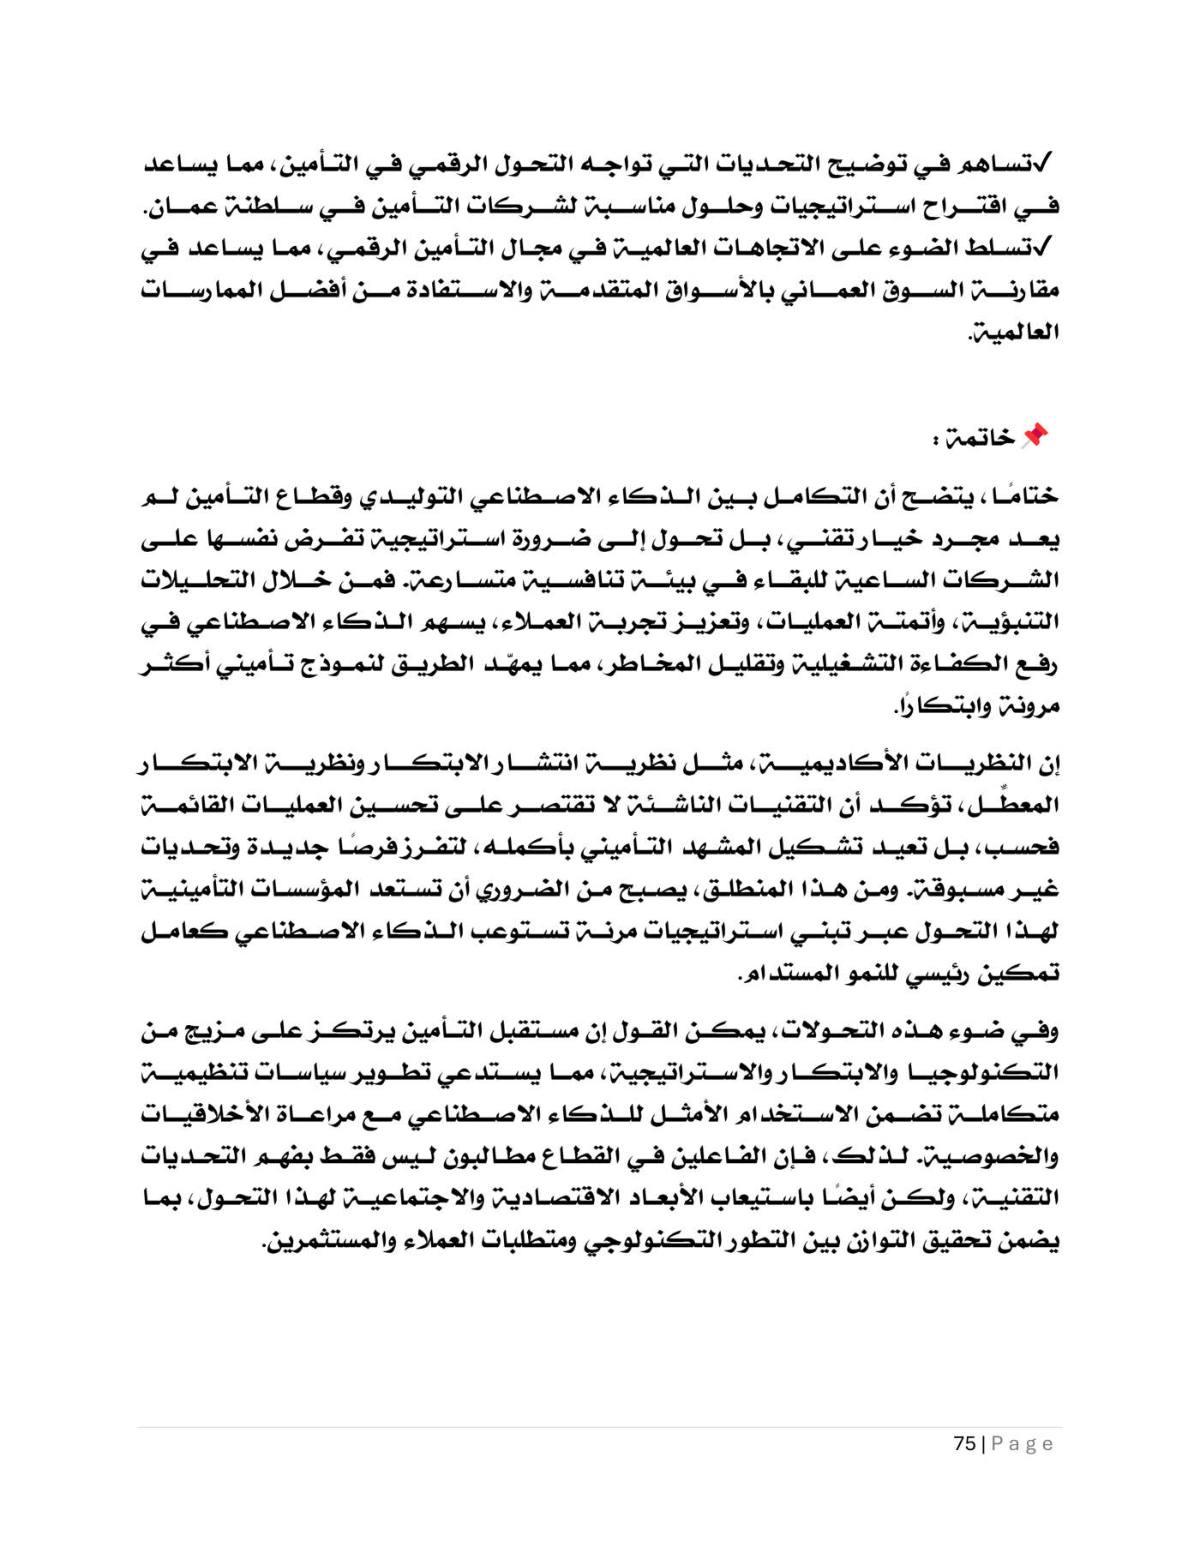 ✓تساهم في توضيح التحديات التي تواجه التحول الرقمي في التأمين، مما يساعد
في اقتراح استراتيجيات وحلول مناسبة لشركات التأمين في سلطنة عمان.
✓تسلط الضوء على الاتجاهات العالمية في مجال التأمين الرقمي، مما يساعد في
مقارنة السوق العماني بالأسواق المتقدمة والاستفادة من أفضل الممارسات
العالمية.
📌 خاتمة :
ختامًا، يتضح أن التكامل بين الذكاء الاصطناعي التوليدي وقطاع التأمين لم
يعد مجرد خيار تقني، بل تحول إلى ضرورة استراتيجية تفرض نفسها على
الشركات الساعية للبقاء في بيئة تنافسية متسارعة. فمن خلال التحليلات
التنبؤية، وأتمتة العمليات، وتعزيز تجربة العملاء، يسهم الذكاء الاصطناعي في
رفع الكفاءة التشغيلية وتقليل المخاطر، مما يمهّد الطريق لنموذج تأميني أكثر
مرونة وابتكارًا.
إن النظريات الأكاديمية، مثل نظرية انتشار الابتكار ونظرية الابتكار
المعطٌل، تؤكد أن التقنيات الناشئة لا تقتصر على تحسين العمليات القائمة
فحسب، بل تعيد تشكيل المشهد التأميني بأكمله، لتفرز فرصًا جديدة وتحديات
غير مسبوقة. ومن هذا المنطلق، يصبح من الضروري أن تستعد المؤسسات التأمينية
لهذا التحول عبر تبني استراتيجيات مرنة تستوعب الذكاء الاصطناعي كعامل
تمكين رئيسي للنمو المستدام.
وفي ضوء هذه التحولات، يمكن القول إن مستقبل التأمين يرتكز على مزيج من
التكنولوجيا والابتكار والاستراتيجية، مما يستدعي تطوير سياسات تنظيمية
متكاملة تضمن الاستخدام الأمثل للذكاء الاصطناعي مع مراعاة الأخلاقيات
والخصوصية. لذلك، فإن الفاعلين في القطاع مطالبون ليس فقط بفهم التحديات
التقنية، ولكن أيضًا باستيعاب الأبعاد الاقتصادية والاجتماعية لهذا التحول، بما
يضمن تحقيق التوازن بين التطور التكنولوجي ومتطلبات العملاء والمستثمرين.
75 | Page